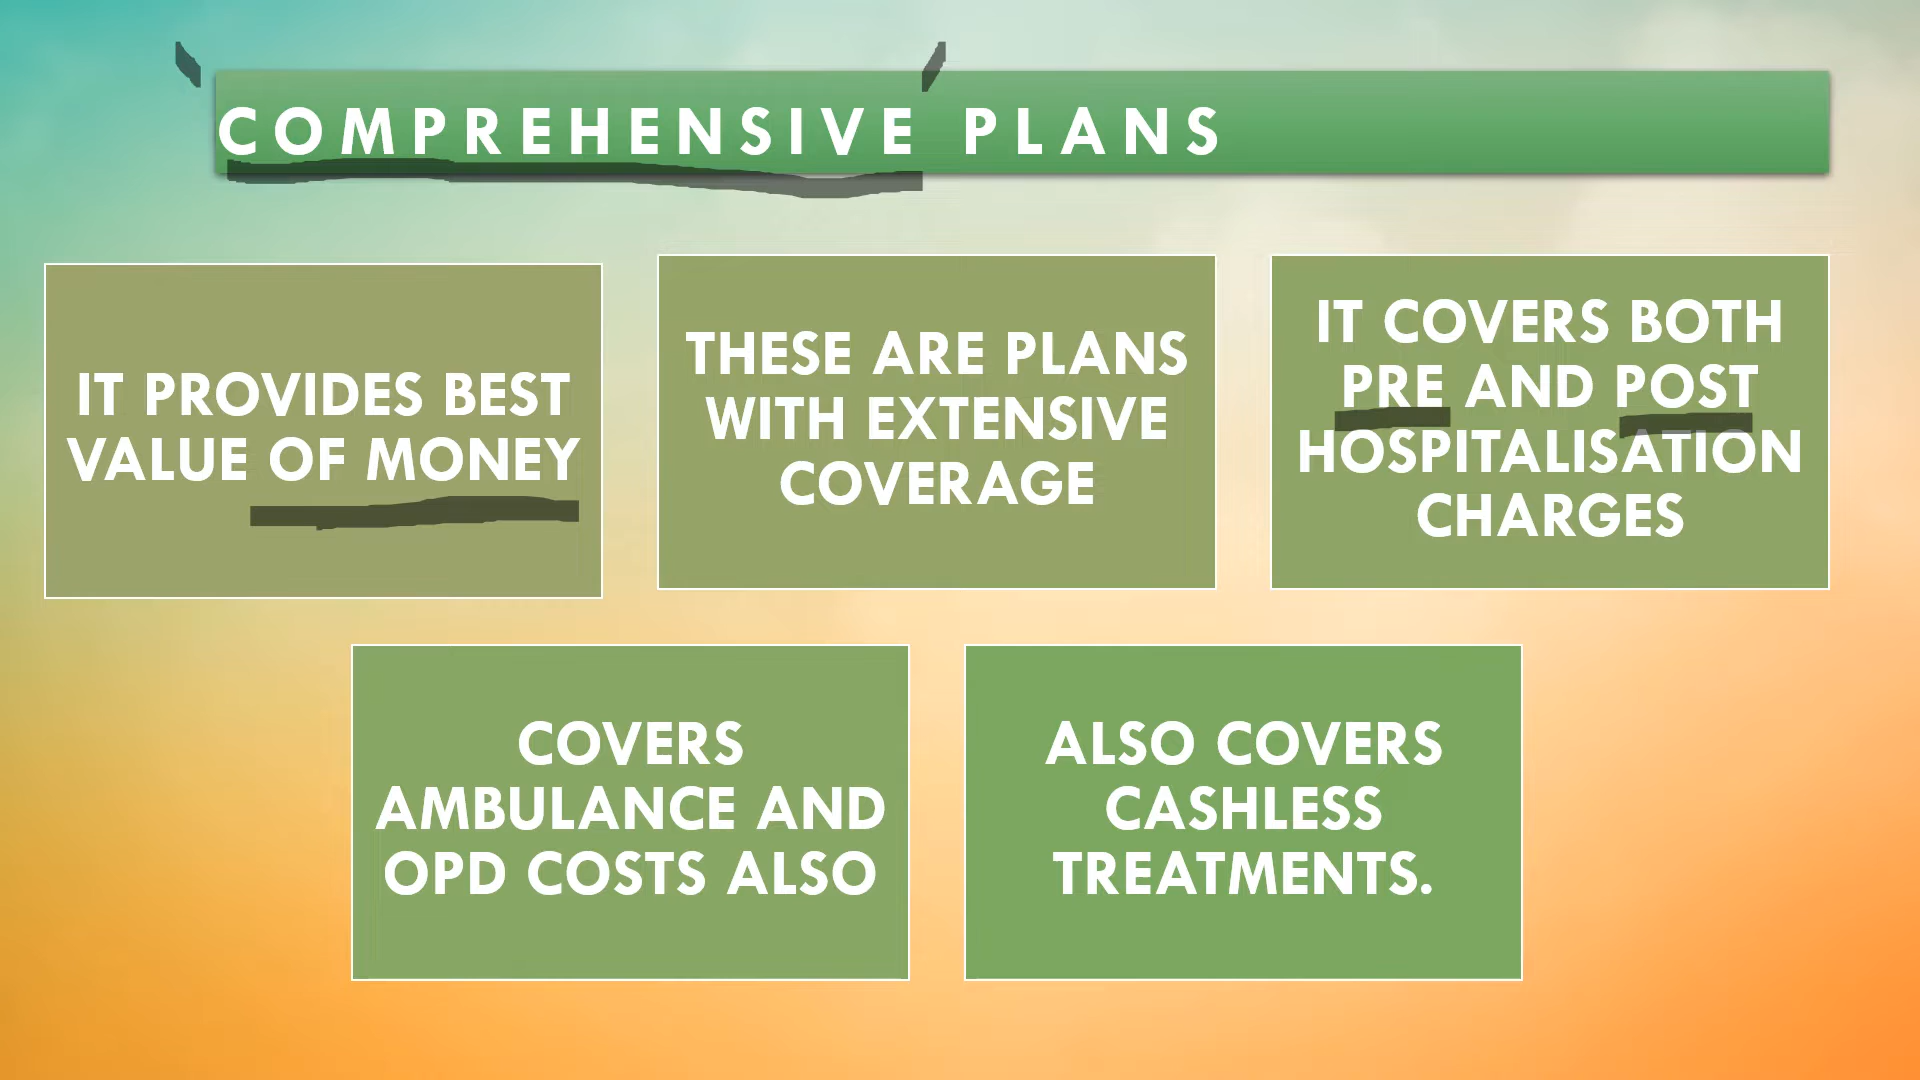 COMPREHENSIVE PLANS
IT PROVIDES BEST
VALUE OF MONEY
THESE ARE PLANS
WITH EXTENSIVE
COVERAGE
IT COVERS BOTH
PRE AND POST
HOSPITALISATION
CHARGES
COVERS
AMBULANCE AND
OPD COSTS ALSO
ALSO COVERS
CASHLESS
TREATMENTS.